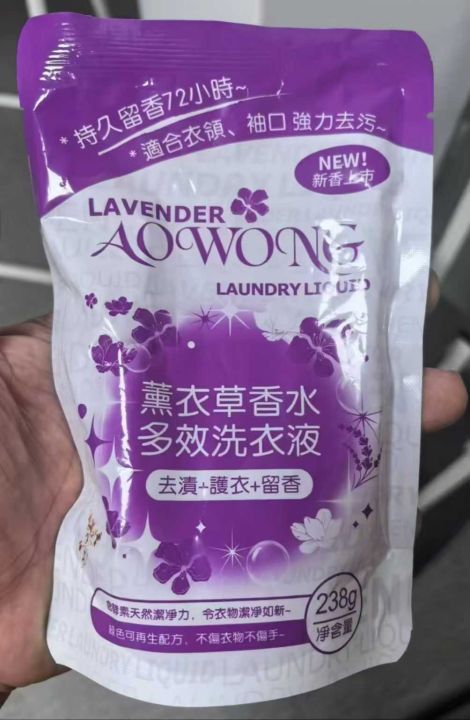 * 持久留香72小時~
* 適合衣領、袖口 強力去污~
NEW!
新香上市
LAVENDER
AOWONG
LAUNDRY LIQUID
薰衣草香水
多效洗衣液
去漬+護衣+留香
酵素天然潔淨力,令衣物潔淨如新~
綠色可再生配方,不傷衣物不傷手~
238g
淨含量
LAUNDRY LIQUID